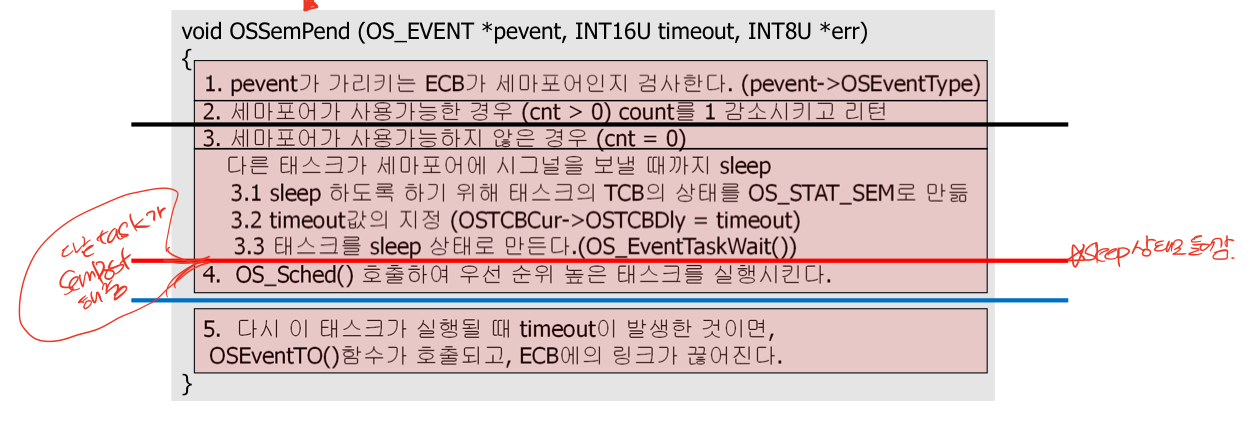 void OSSemPend (OS_EVENT *pevent, INT16U timeout, INT8U *err)
{
1. pevent가 가리키는 ECB가 세마포어인지 검사한다. (pevent->OSEventType)
2. 세마포어가 사용가능한 경우 (cnt > 0) count를 1 감소시키고 리턴
3. 세마포어가 사용가능하지 않은 경우 (cnt = 0)
다른 태스크가 세마포어에 시그널을 보낼 때까지 sleep
3.1 sleep 하도록 하기 위해 태스크의 TCB의 상태를 OS_STAT_SEM로 만듦
3.2 timeout값의 지정 (OSTCBCur->OSTCBDly = timeout)
3.3 태스크를 sleep 상태로 만든다.(OS_EventTaskWait())
4. OS_Sched() 호출하여 우선 순위 높은 태스크를 실행시킨다.
5. 다시 이 태스크가 실행될 때 timeout이 발생한 것이면,
OSEventTO()함수가 호출되고, ECB에의 링크가 끊어진다.
}
다른 task가
SemPost
해줌
sleep상태로 들어감.